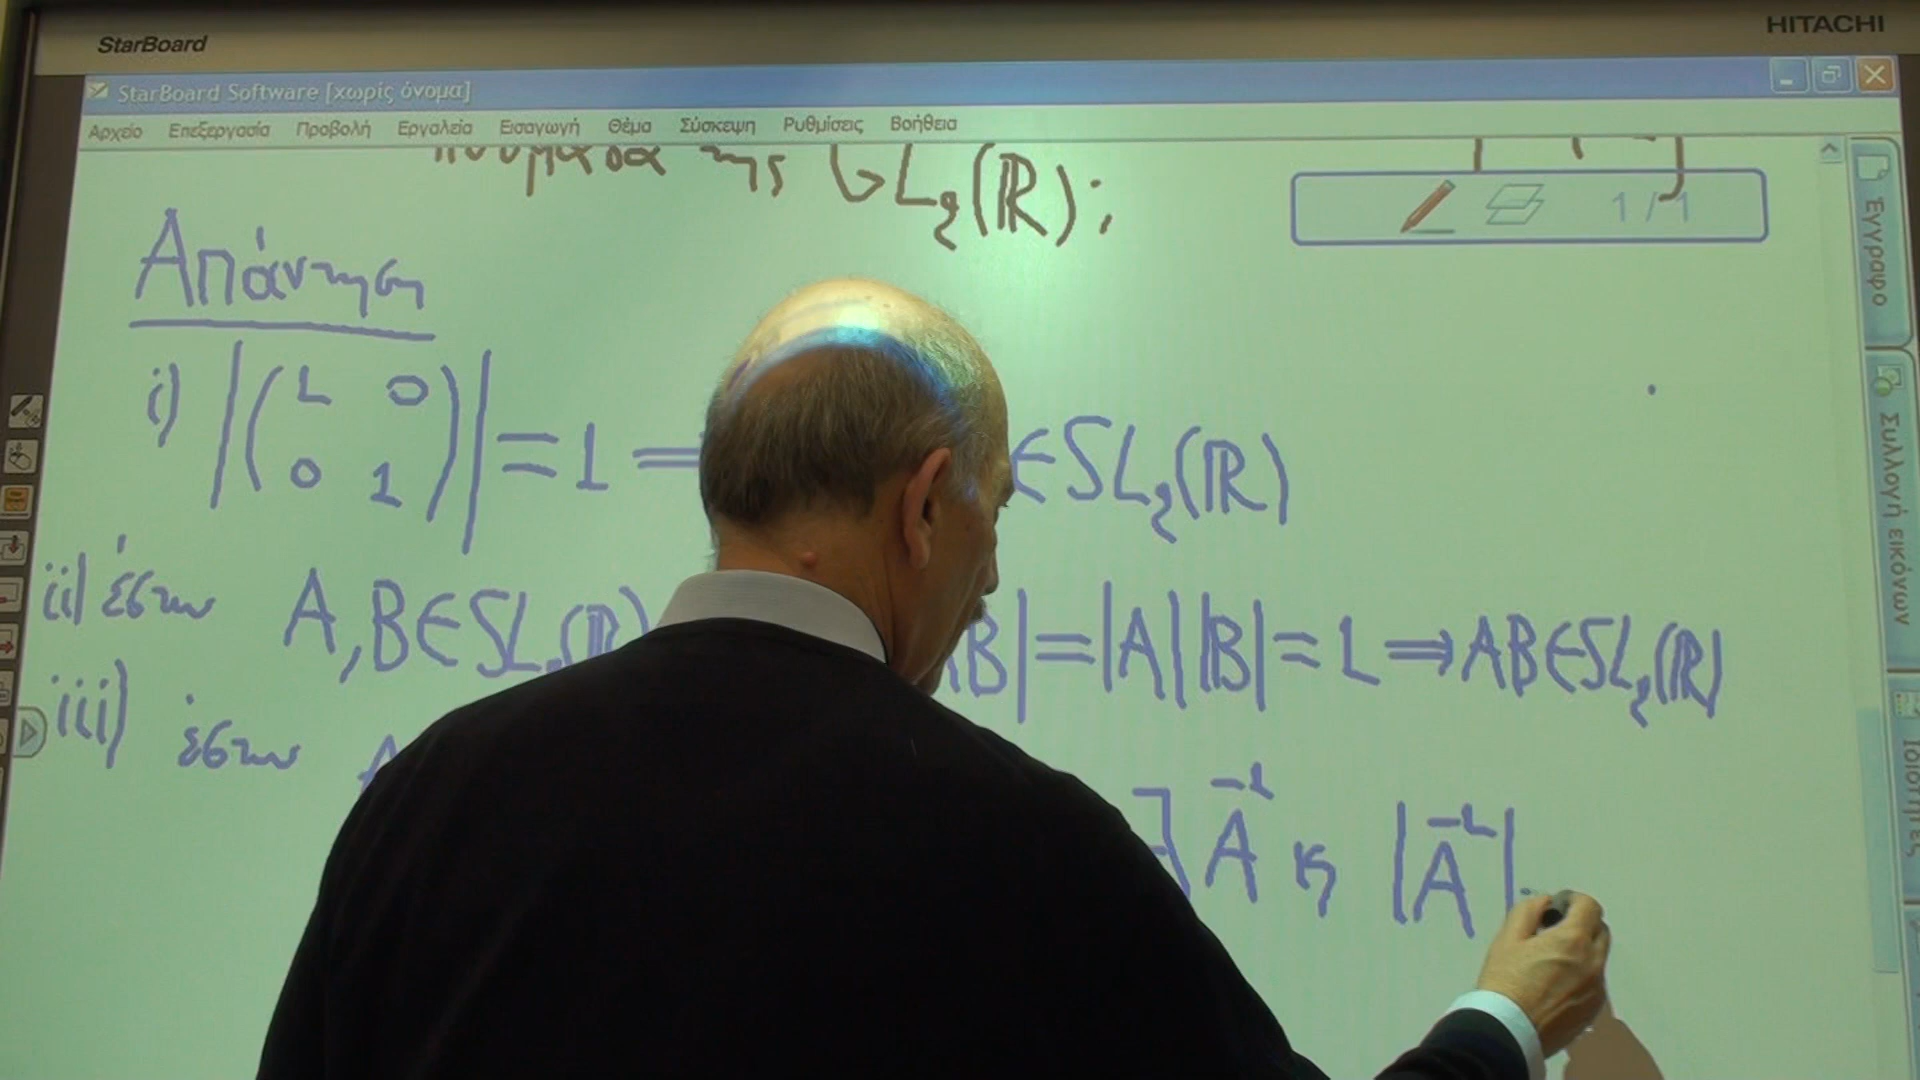 StarBoard
HITACHI
StarBoard Software [χωρίς όνομα]
Αρχείο Επεξεργασία Προβολή Εργαλεία Εισαγωγή Θέμα Σύσκεψη Ρυθμίσεις Βοήθεια
της GL₂(ℝ);
1 / 1
Απάντηση
i) |(1 0
0 1)| = 1 ∈ SL₂(ℝ)
ii) έστω A, B ∈ SL₂(ℝ) B| = |A| |B| = 1 ⇒ AB ∈ SL₂(ℝ)
iii) έστω A ∃ A⁻¹ κ |A⁻¹|
Έγγραφο
Συλλογή εικόνων
Ιδιότητες